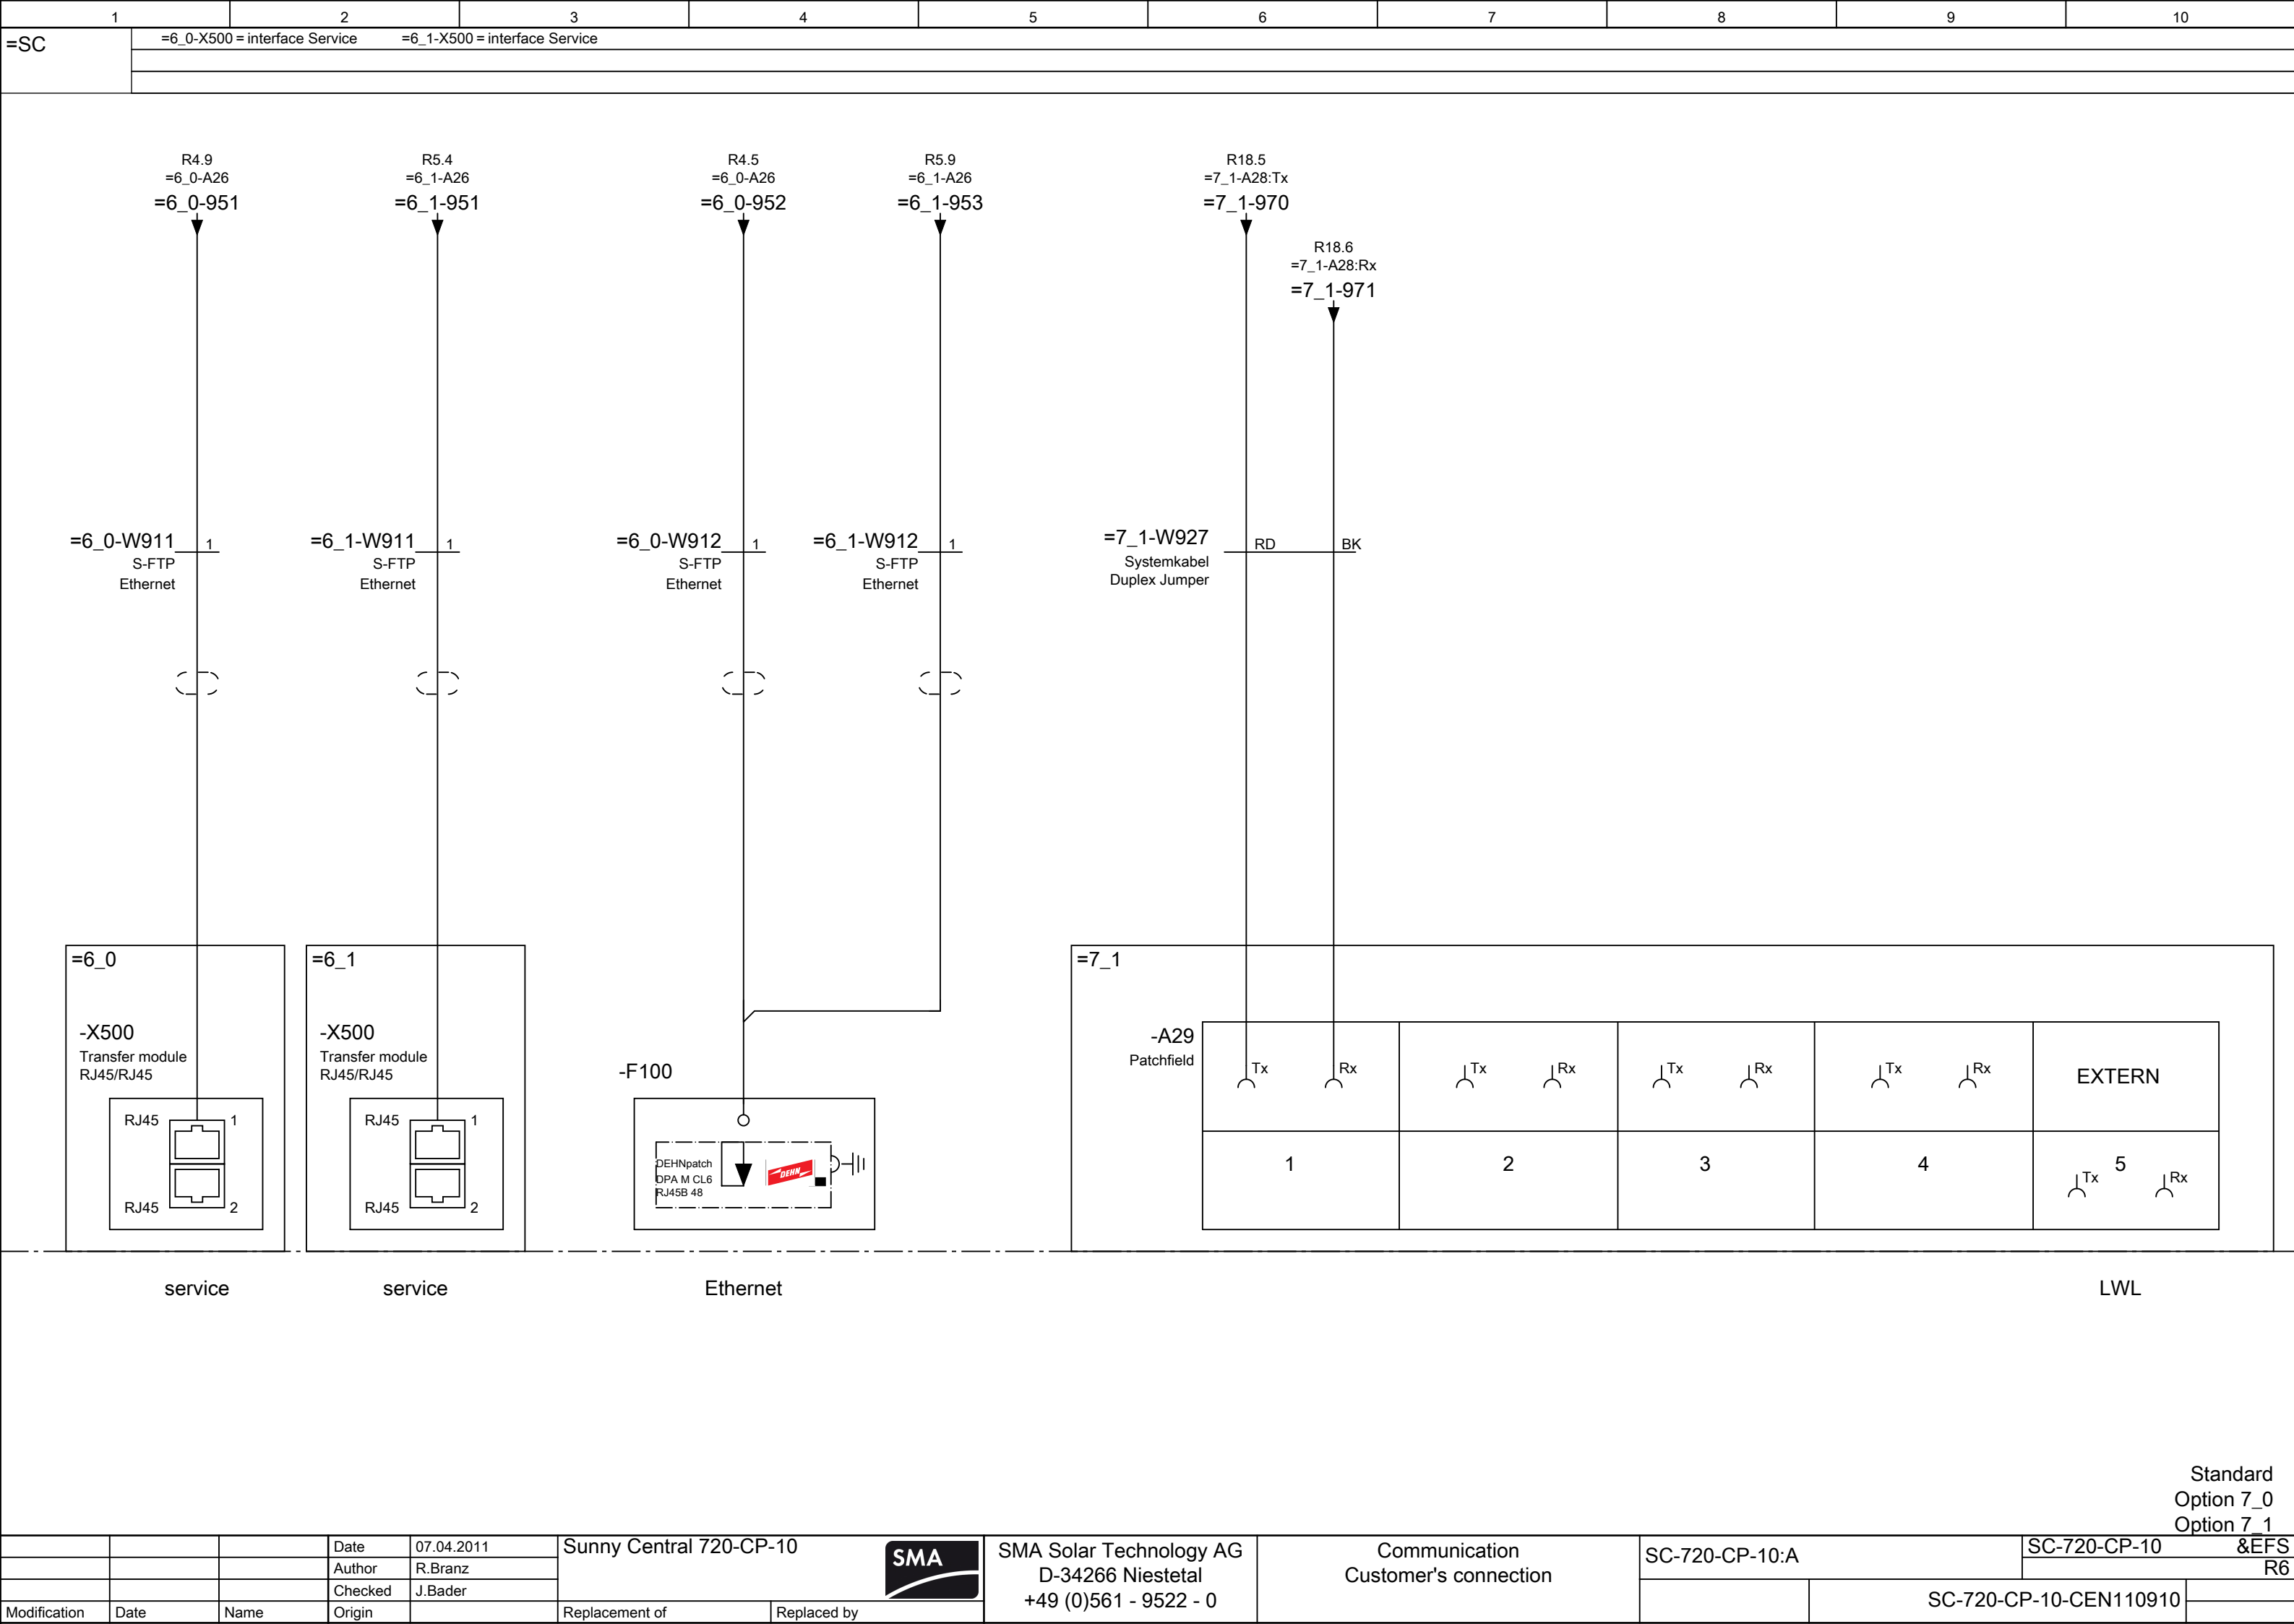 1 2 3 4 5 6 7 8 9 10
=SC
=6_0-X500 = interface Service =6_1-X500 = interface Service
R4.9
=6_0-A26
=6_0-951
R5.4
=6_1-A26
=6_1-951
R4.5
=6_0-A26
=6_0-952
R5.9
=6_1-A26
=6_1-953
R18.5
=7_1-A28:Tx
=7_1-970
R18.6
=7_1-A28:Rx
=7_1-971
=6_0-W911 1
S-FTP
Ethernet
=6_1-W911 1
S-FTP
Ethernet
=6_0-W912 1
S-FTP
Ethernet
=6_1-W912 1
S-FTP
Ethernet
=7_1-W927 RD BK
Systemkabel
Duplex Jumper
=6_0
-X500
Transfer module
RJ45/RJ45
RJ45 1
RJ45 2
=6_1
-X500
Transfer module
RJ45/RJ45
RJ45 1
RJ45 2
-F100
DEHNpatch
DPA M CL6
RJ45B 48
DEHN
=7_1
-A29
Patchfield
Tx Rx Tx Rx Tx Rx Tx Rx EXTERN
1 2 3 4 5
Tx Rx
service service Ethernet LWL
Standard
Option 7_0
Option 7_1
Date 07.04.2011
Author R.Branz
Checked J.Bader
Modification Date Name Origin
Sunny Central 720-CP-10
SMA
Replacement of Replaced by
SMA Solar Technology AG
D-34266 Niestetal
+49 (0)561 - 9522 - 0
Communication
Customer's connection
SC-720-CP-10:A
SC-720-CP-10 &EFS
R6
SC-720-CP-10-CEN110910